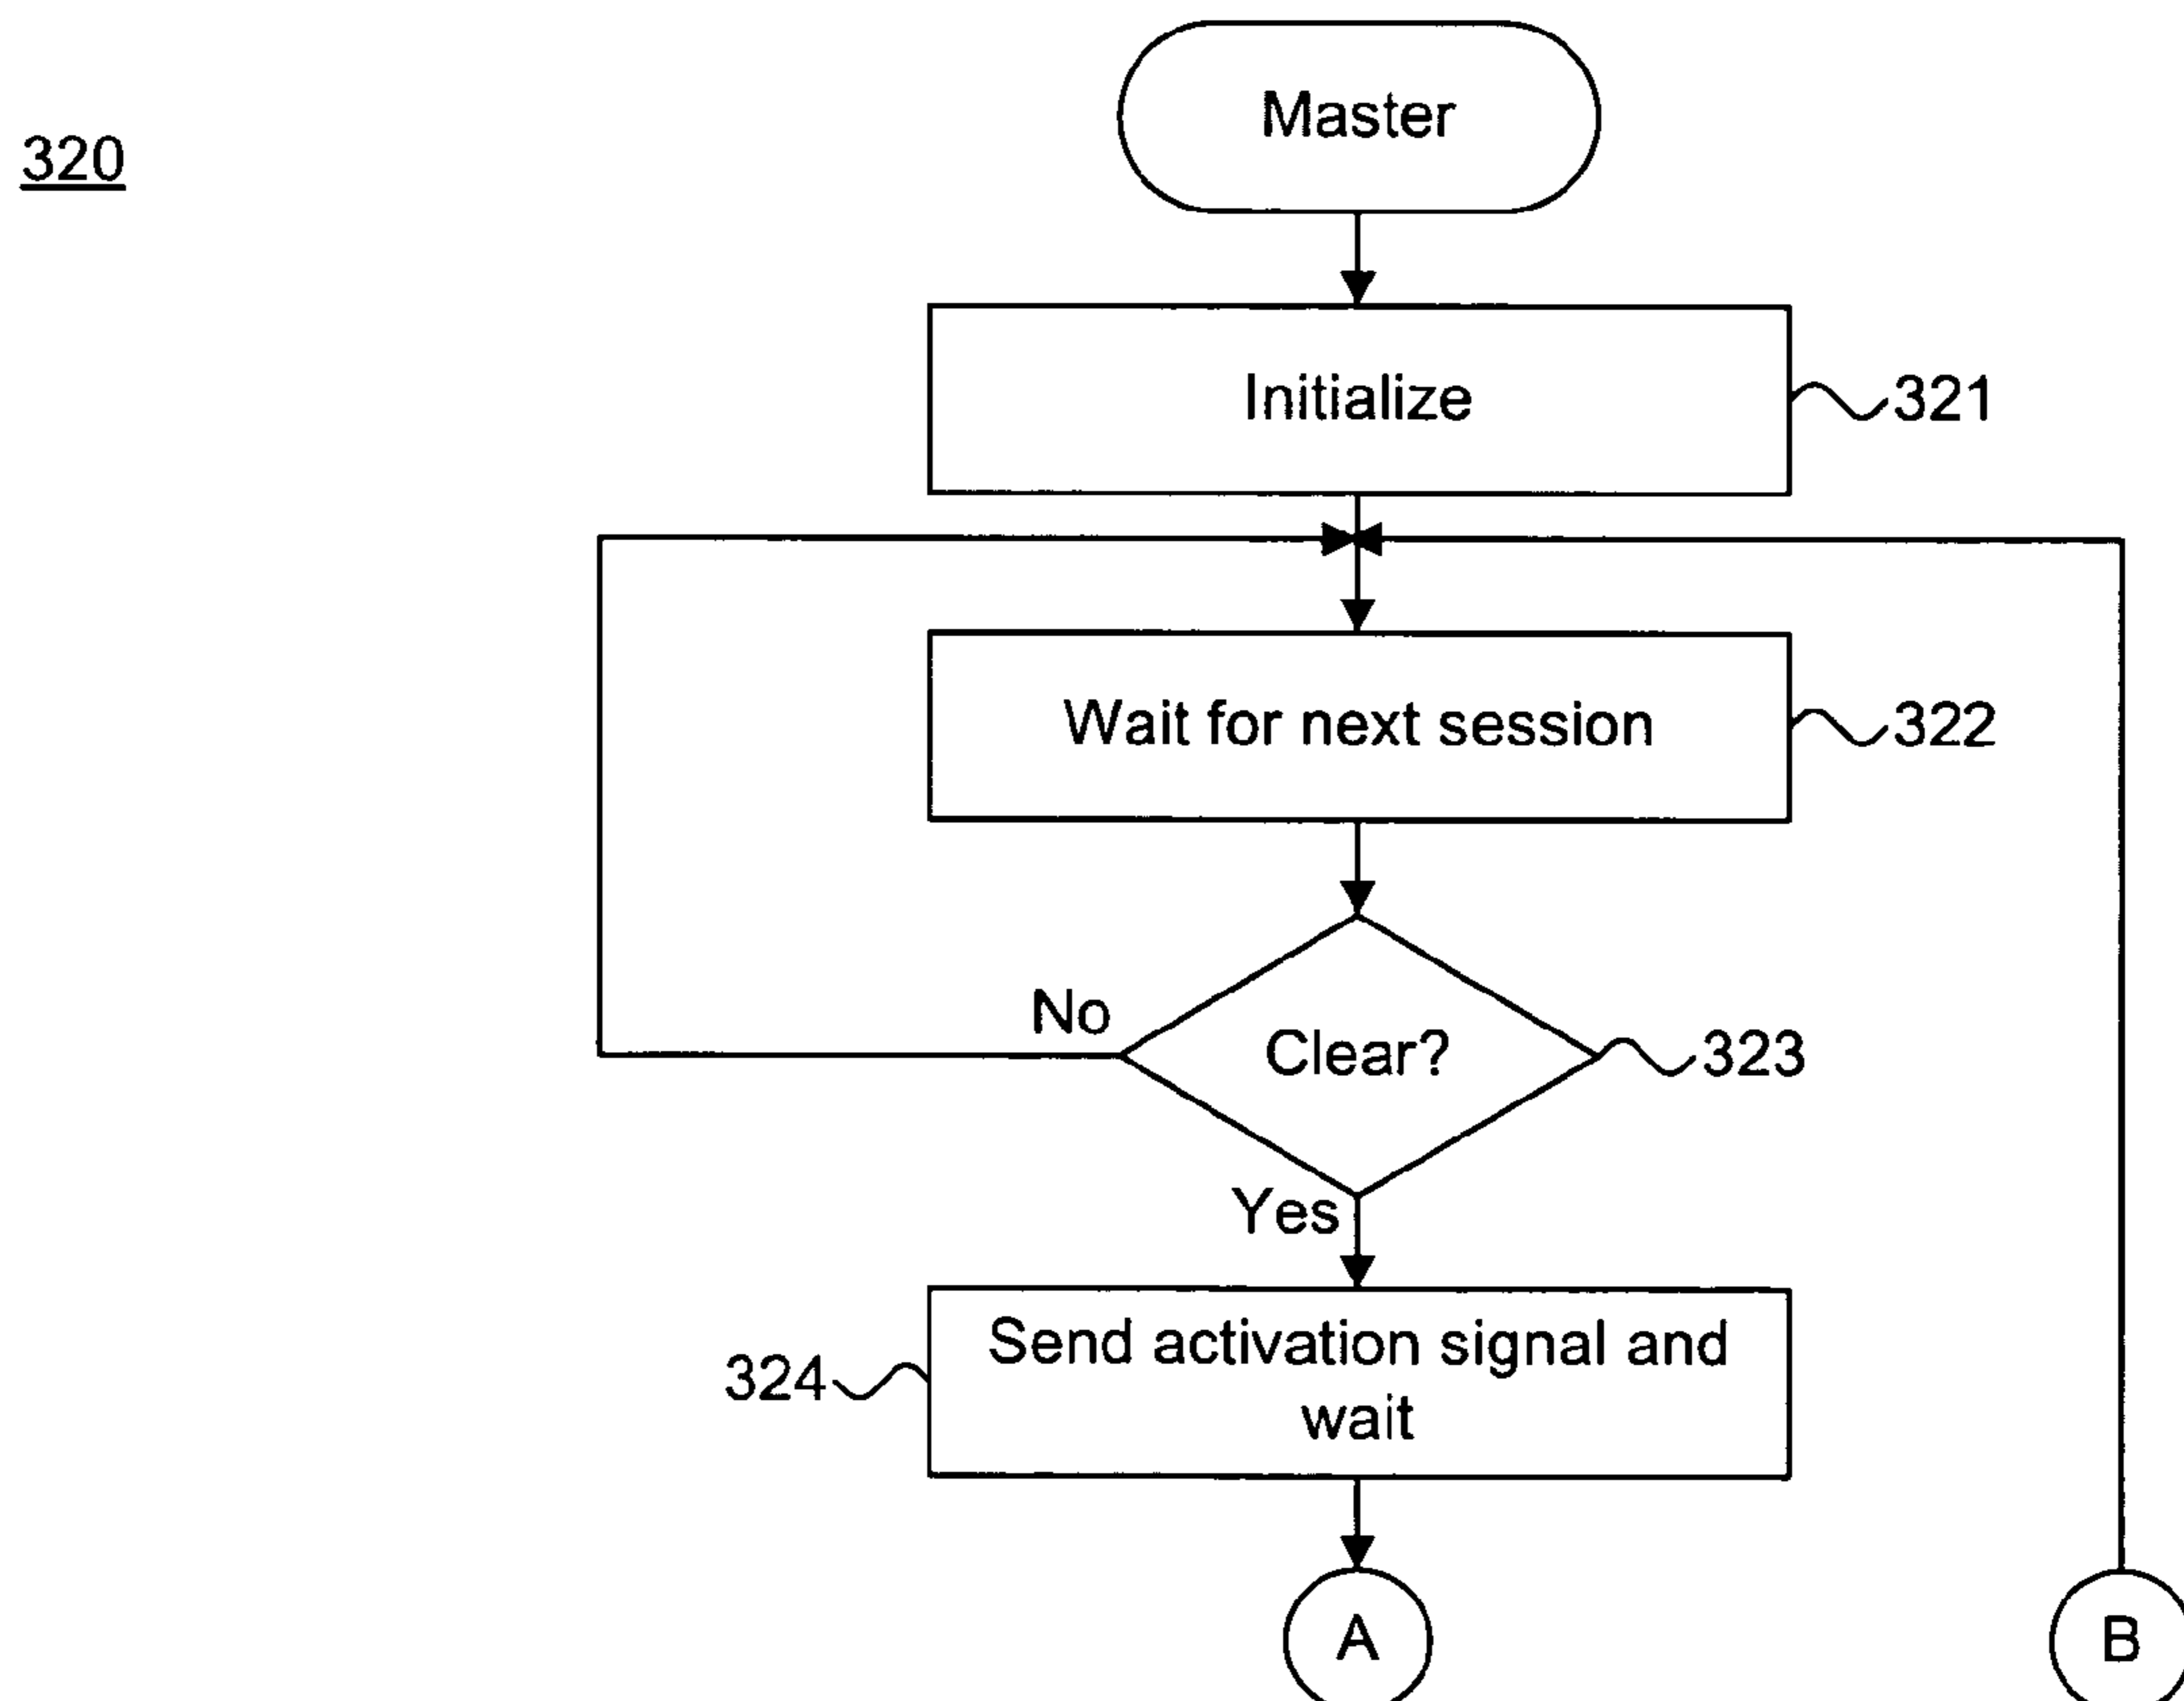 320
Master
Initialize
321
Wait for next session
322
No
Clear?
323
Yes
Send activation signal and
wait
324
A
B